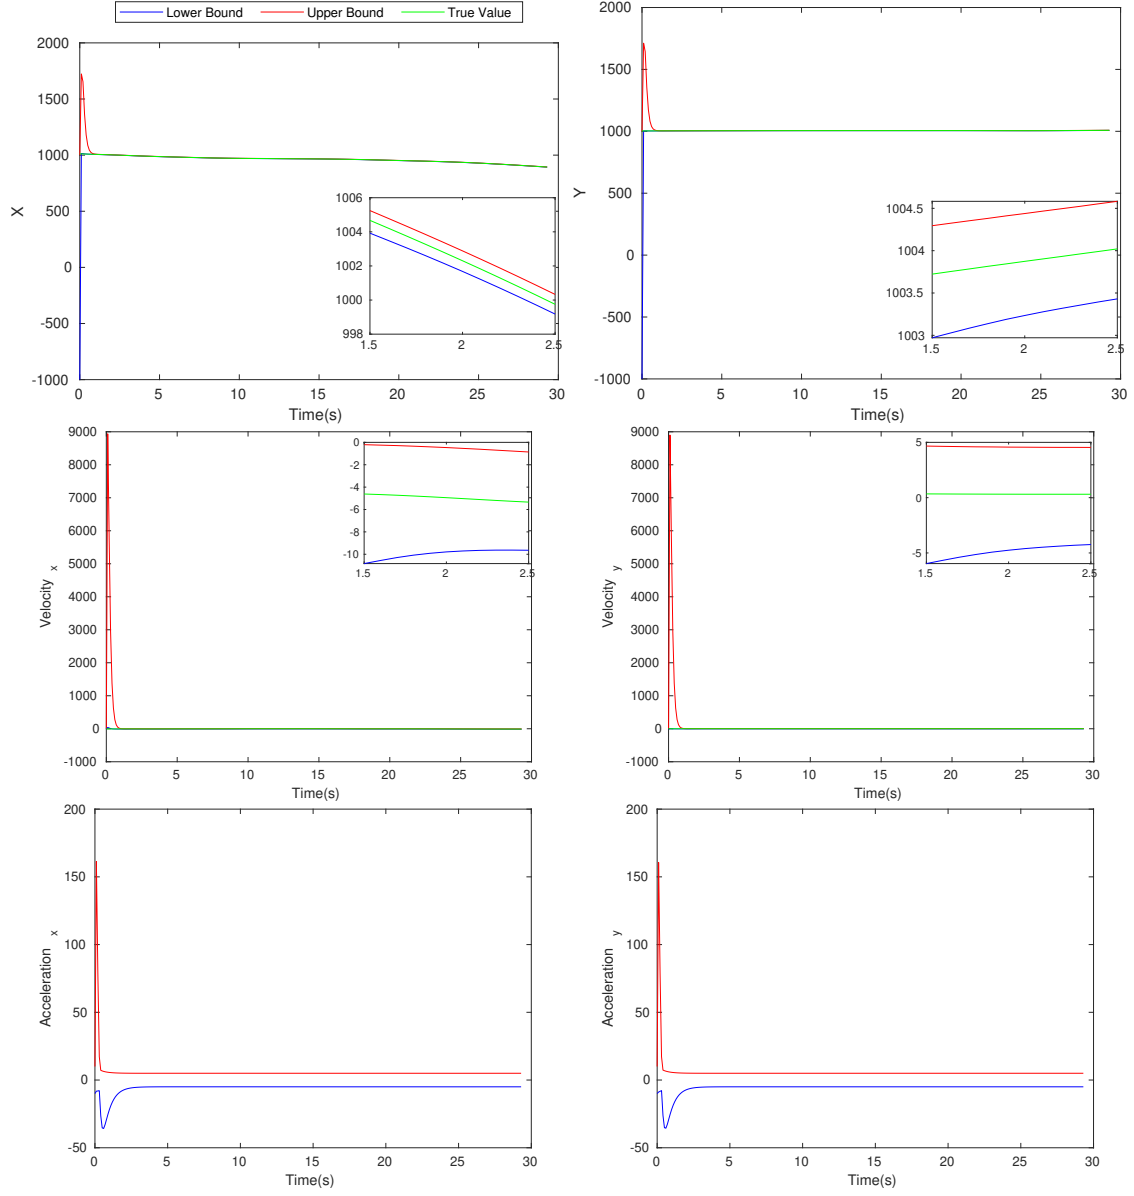 Lower Bound Upper Bound True Value
2000
1500
1000
500
0
-500
-1000
X
0 5 10 15 20 25 30
Time(s)
1006
1004
1002
1000
998
1.5 2 2.5
2000
1500
1000
500
0
-500
-1000
Y
0 5 10 15 20 25 30
Time(s)
1004.5
1004
1003.5
1003
1.5 2 2.5
9000
8000
7000
6000
5000
4000
3000
2000
1000
0
-1000
Velocity x
0 5 10 15 20 25 30
Time(s)
0
-2
-4
-6
-8
-10
1.5 2 2.5
9000
8000
7000
6000
5000
4000
3000
2000
1000
0
-1000
Velocity y
0 5 10 15 20 25 30
Time(s)
5
0
-5
1.5 2 2.5
200
150
100
50
0
-50
Acceleration x
0 5 10 15 20 25 30
Time(s)
200
150
100
50
0
-50
Acceleration y
0 5 10 15 20 25 30
Time(s)